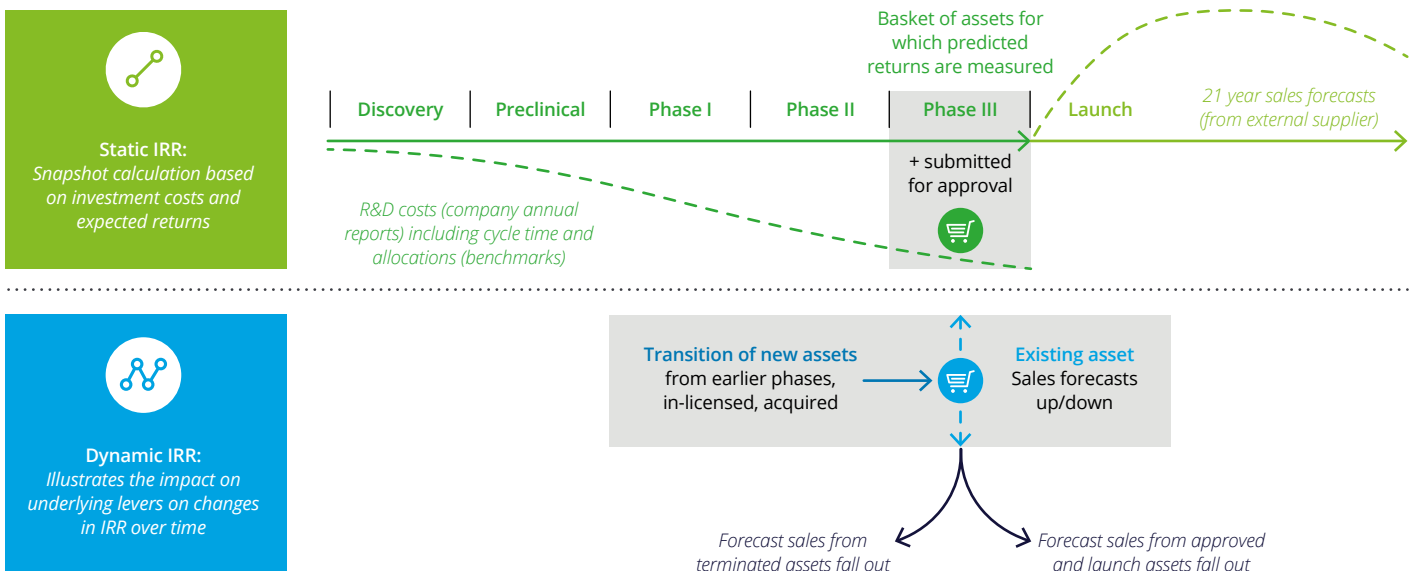 Static IRR:
Snapshot calculation based
on investment costs and
expected returns
Basket of assets for
which predicted
returns are measured
Discovery
Preclinical
Phase I
Phase II
Phase III
Launch
21 year sales forecasts
(from external supplier)
+ submitted
for approval
R&D costs (company annual
reports) including cycle time and
allocations (benchmarks)
Dynamic IRR:
Illustrates the impact on
underlying levers on changes
in IRR over time
Transition of new assets
from earlier phases,
in-licensed, acquired
Existing asset
Sales forecasts
up/down
Forecast sales from
terminated assets fall out
Forecast sales from approved
and launch assets fall out